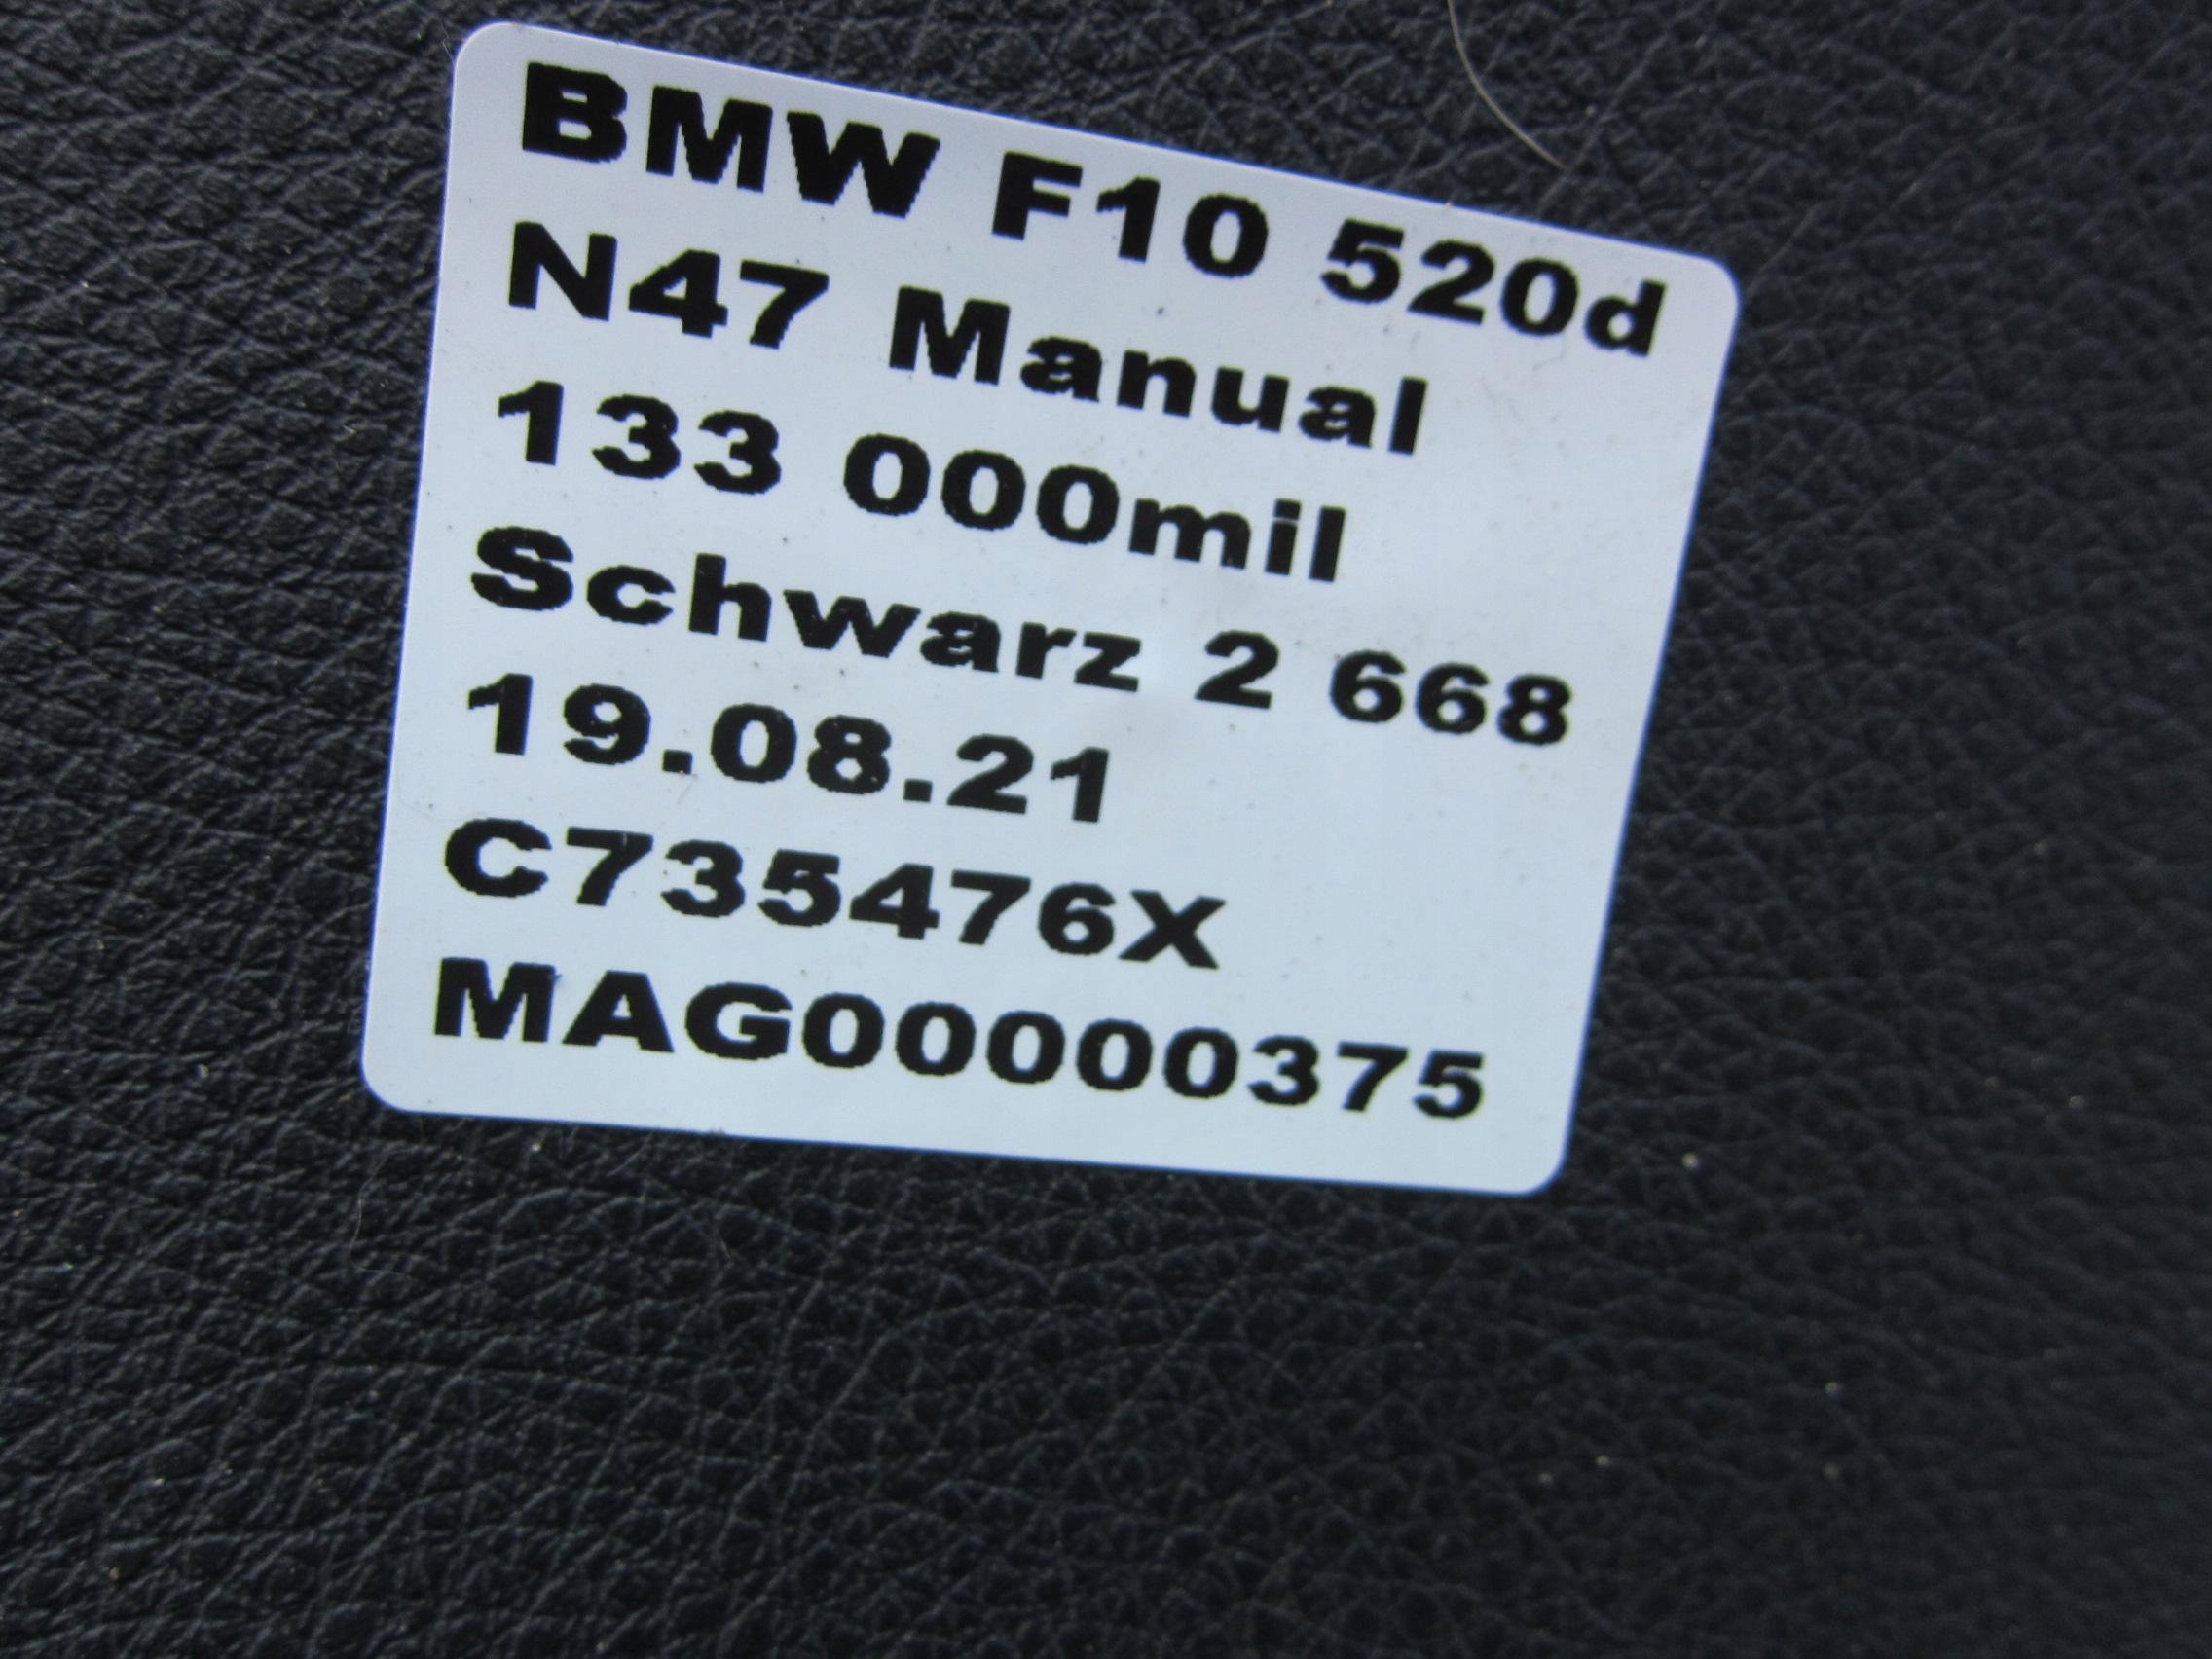 BMW F10 520d
N47 Manual
133 000mil
Schwarz 2 668
19.08.21
C735476X
MAG00000375